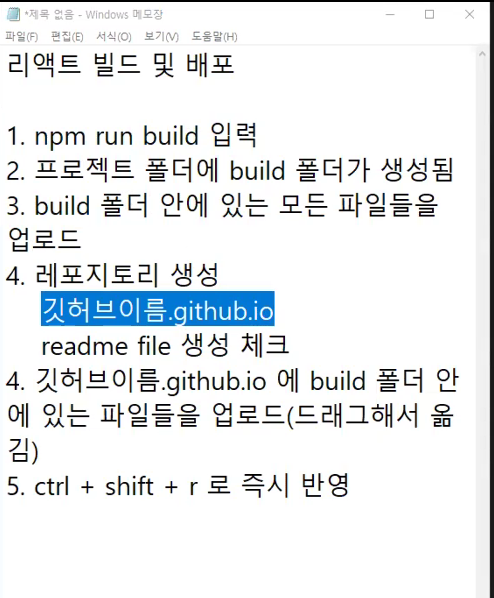 *제목 없음 - Windows 메모장
파일(F) 편집(E) 서식(O) 보기(V) 도움말(H)
리액트 빌드 및 배포
1. npm run build 입력
2. 프로젝트 폴더에 build 폴더가 생성됨
3. build 폴더 안에 있는 모든 파일들을
업로드
4. 레포지토리 생성
깃허브이름.github.io
readme file 생성 체크
4. 깃허브이름.github.io 에 build 폴더 안
에 있는 파일들을 업로드(드래그해서 옮
김)
5. ctrl + shift + r 로 즉시 반영